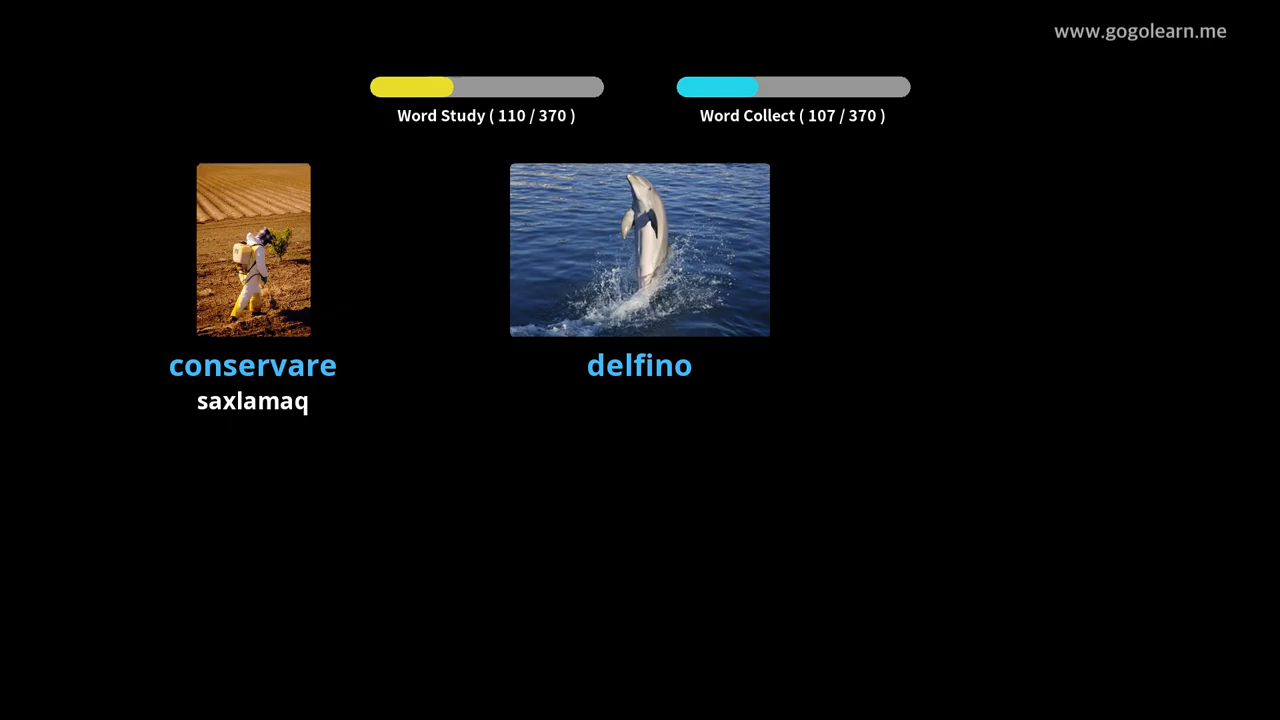 www.gogolearn.me
Word Study ( 110 / 370 )
Word Collect ( 107 / 370 )
conservare
delfino
saxlamaq